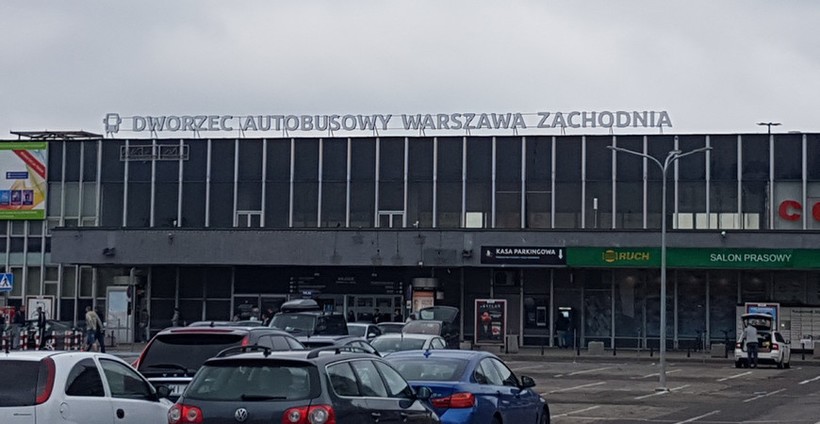 DWORZEC AUTOBUSOWY WARSZAWA ZACHODNIA
KASA PARKINGOWA
RUCH SALON PRASOWY